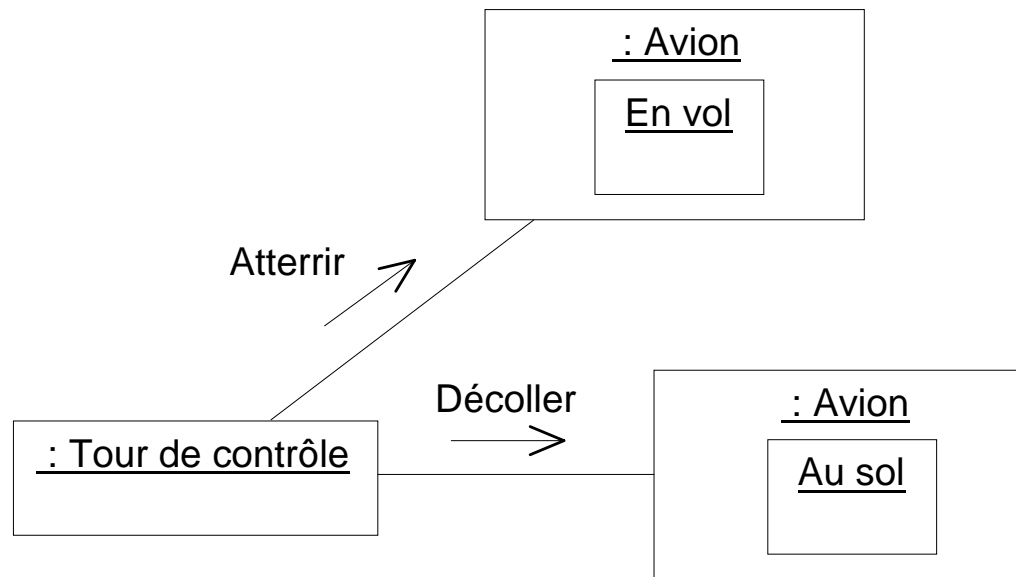 : Avion
En vol
Atterrir
Décoller
: Avion
: Tour de contrôle
Au sol